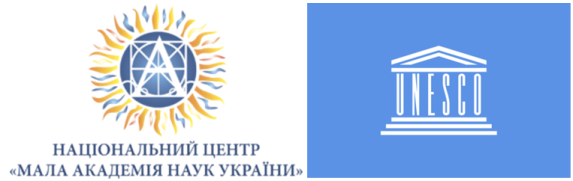 НАЦІОНАЛЬНИЙ ЦЕНТР
«МАЛА АКАДЕМІЯ НАУК УКРАЇНИ»
UNESCO